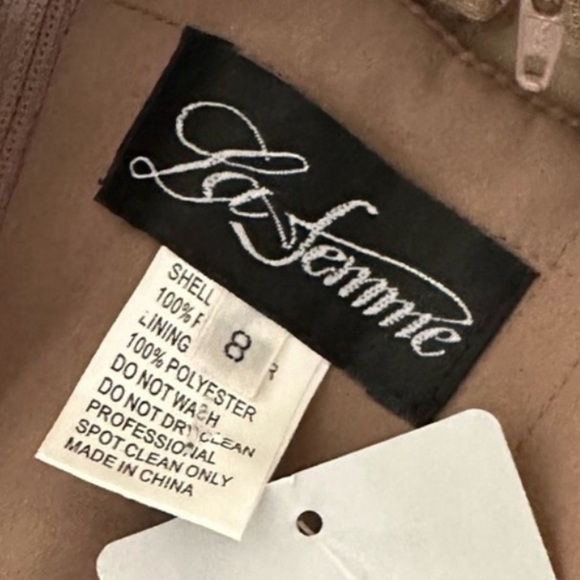 La femme
8
SHELL
100%
LINING
100% POLYESTER
DO NOT WASH
DO NOT DRY CLEAN
PROFESSIONAL
SPOT CLEAN ONLY
MADE IN CHINA